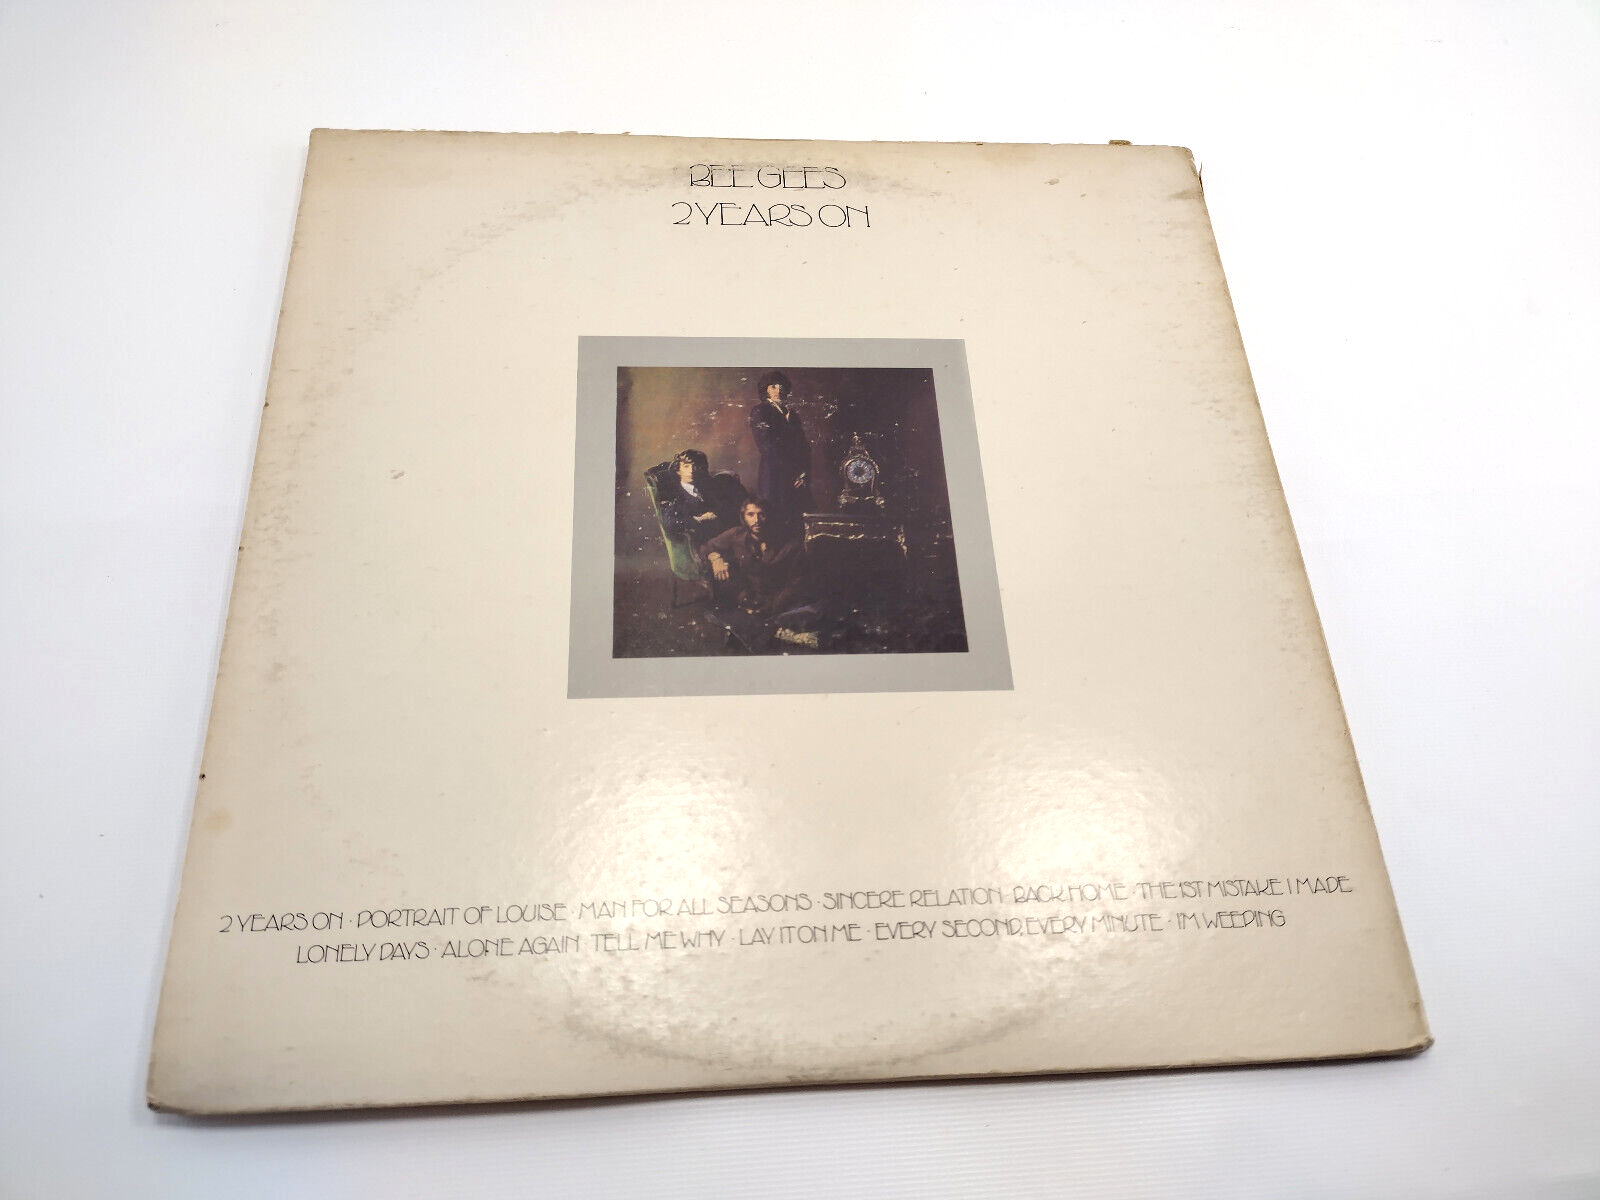 BEE GEES
2 YEARS ON
2 YEARS ON · PORTRAIT OF LOUISE · MAN FOR ALL SEASONS · SINCERE RELATION · BACK HOME · THE 1ST MISTAKE I MADE
LONELY DAYS · ALONE AGAIN · TELL ME WHY · LAY IT ON ME · EVERY SECOND, EVERY MINUTE · I'M WEEPING